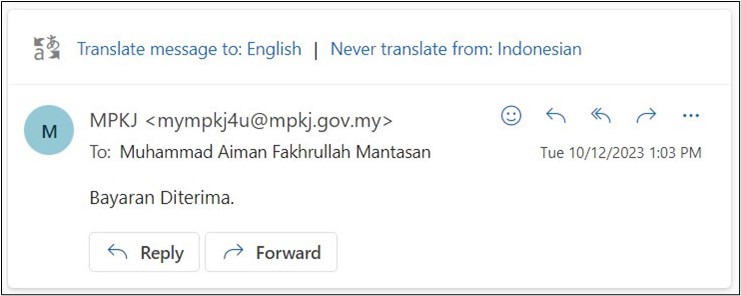 Translate message to: English | Never translate from: Indonesian
M
MPKJ <mympkj4u@mpkj.gov.my>
To: Muhammad Aiman Fakhrullah Mantasan
Tue 10/12/2023 1:03 PM
Bayaran Diterima.
Reply
Forward